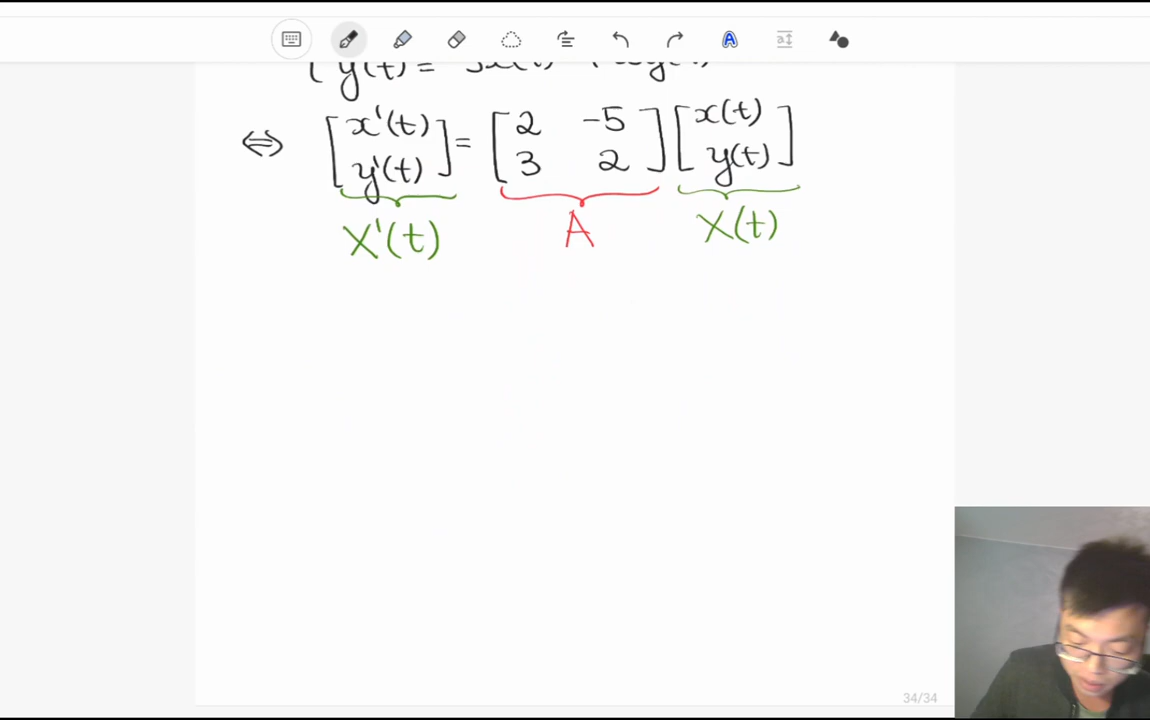 ⇔ [x'(t) y'(t)] = [2 -5; 3 2] [x(t) y(t)]
X'(t) A X(t)
34/34